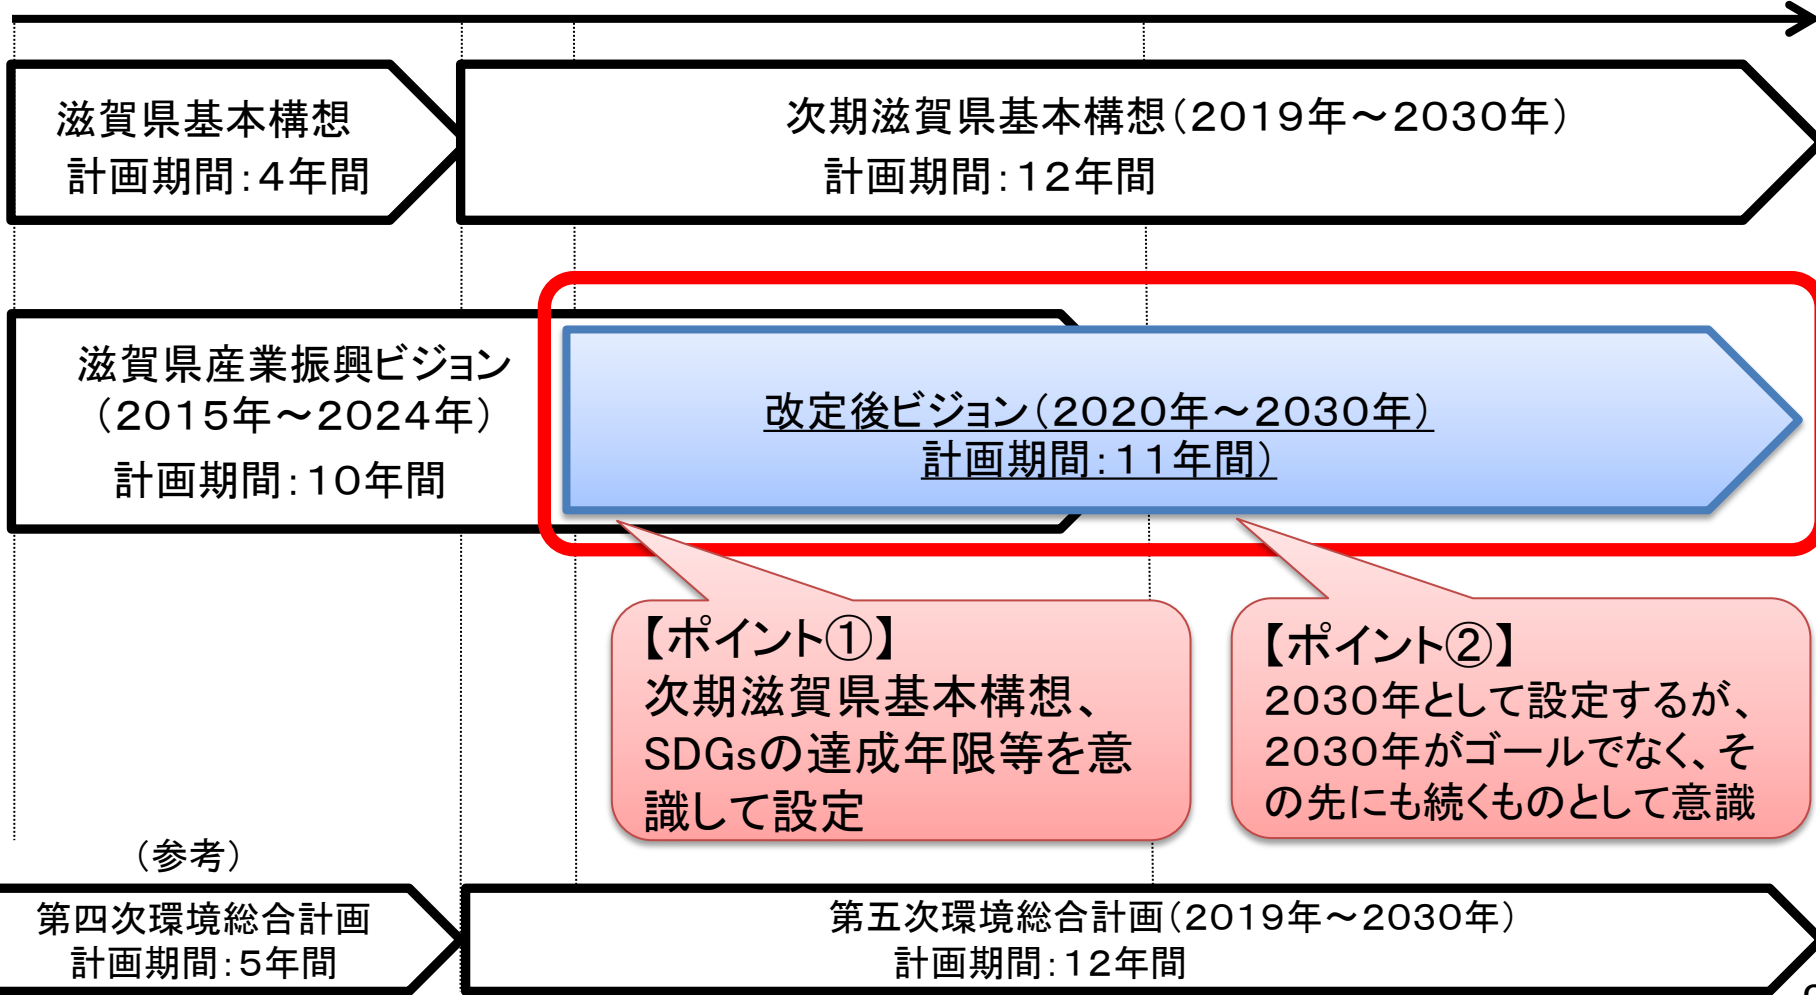 滋賀県基本構想
計画期間:4年間
次期滋賀県基本構想(2019年~2030年)
計画期間:12年間
滋賀県産業振興ビジョン
(2015年~2024年)
計画期間:10年間
改定後ビジョン(2020年~2030年)
計画期間:11年間)
【ポイント①】
次期滋賀県基本構想、
SDGsの達成年限等を意
識して設定
【ポイント②】
2030年として設定するが、
2030年がゴールでなく、そ
の先にも続くものとして意識
(参考)
第四次環境総合計画
計画期間:5年間
第五次環境総合計画(2019年~2030年)
計画期間:12年間